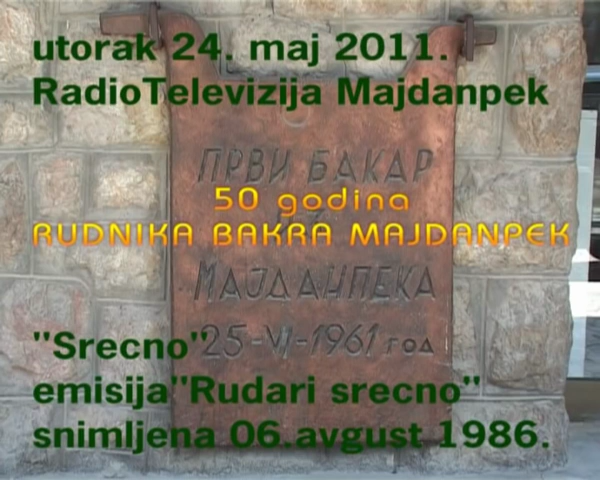 utorak 24. maj 2011.
RadioTelevizija Majdanpek
ПРВИ БАКАР
50 godina
ИЗ
RUDNIKA BAKRA MAJDANPEK
МАЈДАНПЕКА
25-VI-1961 год
"Srecno"
emisija"Rudari srecno"
snimljena 06.avgust 1986.